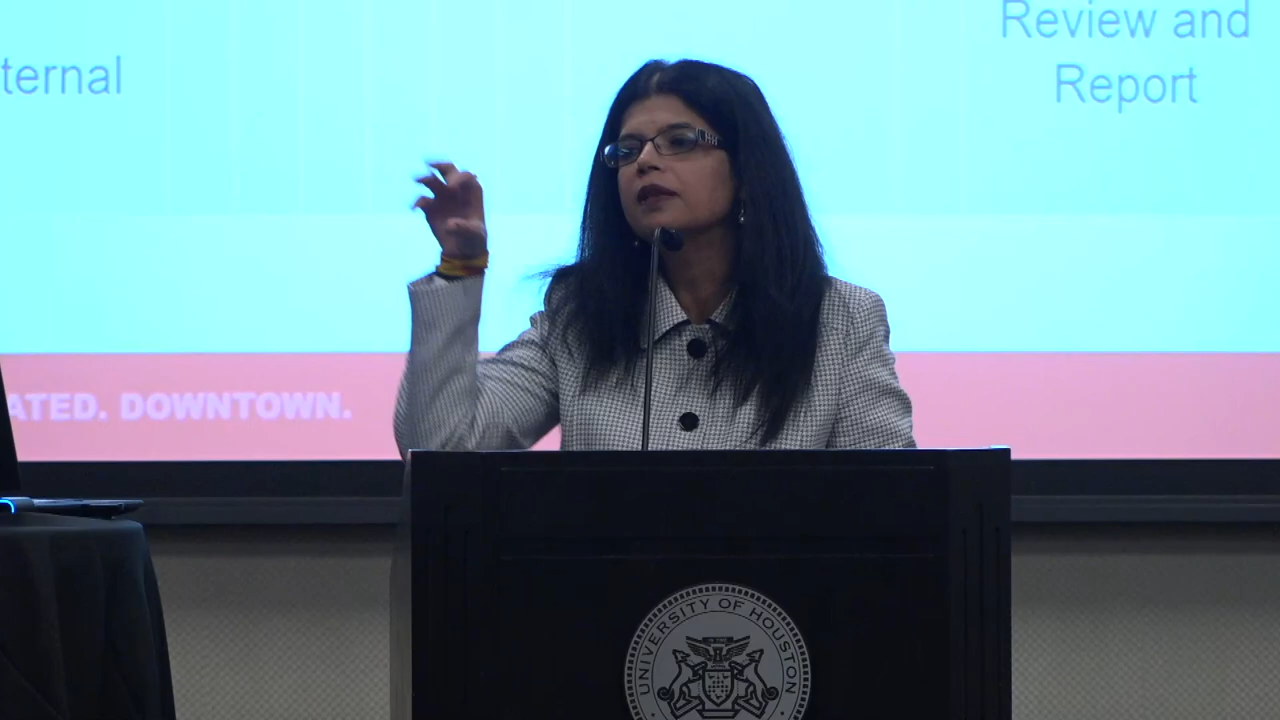 Review and
ternal
Report
ATED. DOWNTOWN.
UNIVERSITY OF HOUSTON